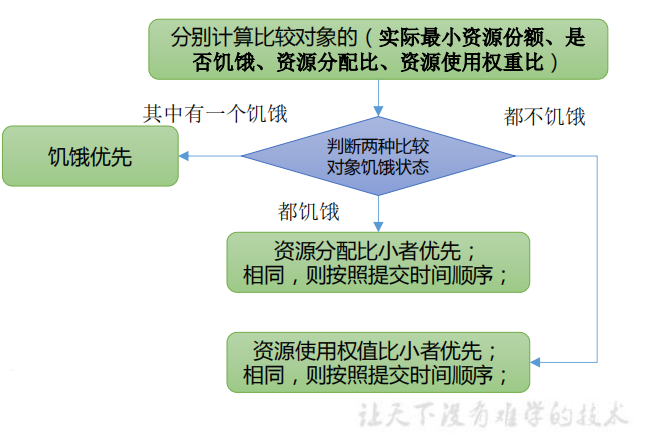 分别计算比较对象的（实际最小资源份额、是
否饥饿、资源分配比、资源使用权重比）
其中有一个饥饿
都不饥饿
饥饿优先
判断两种比较
对象饥饿状态
都饥饿
资源分配比小者优先；
相同，则按照提交时间顺序；
资源使用权值比小者优先；
相同，则按照提交时间顺序；
让天下没有难学的技术